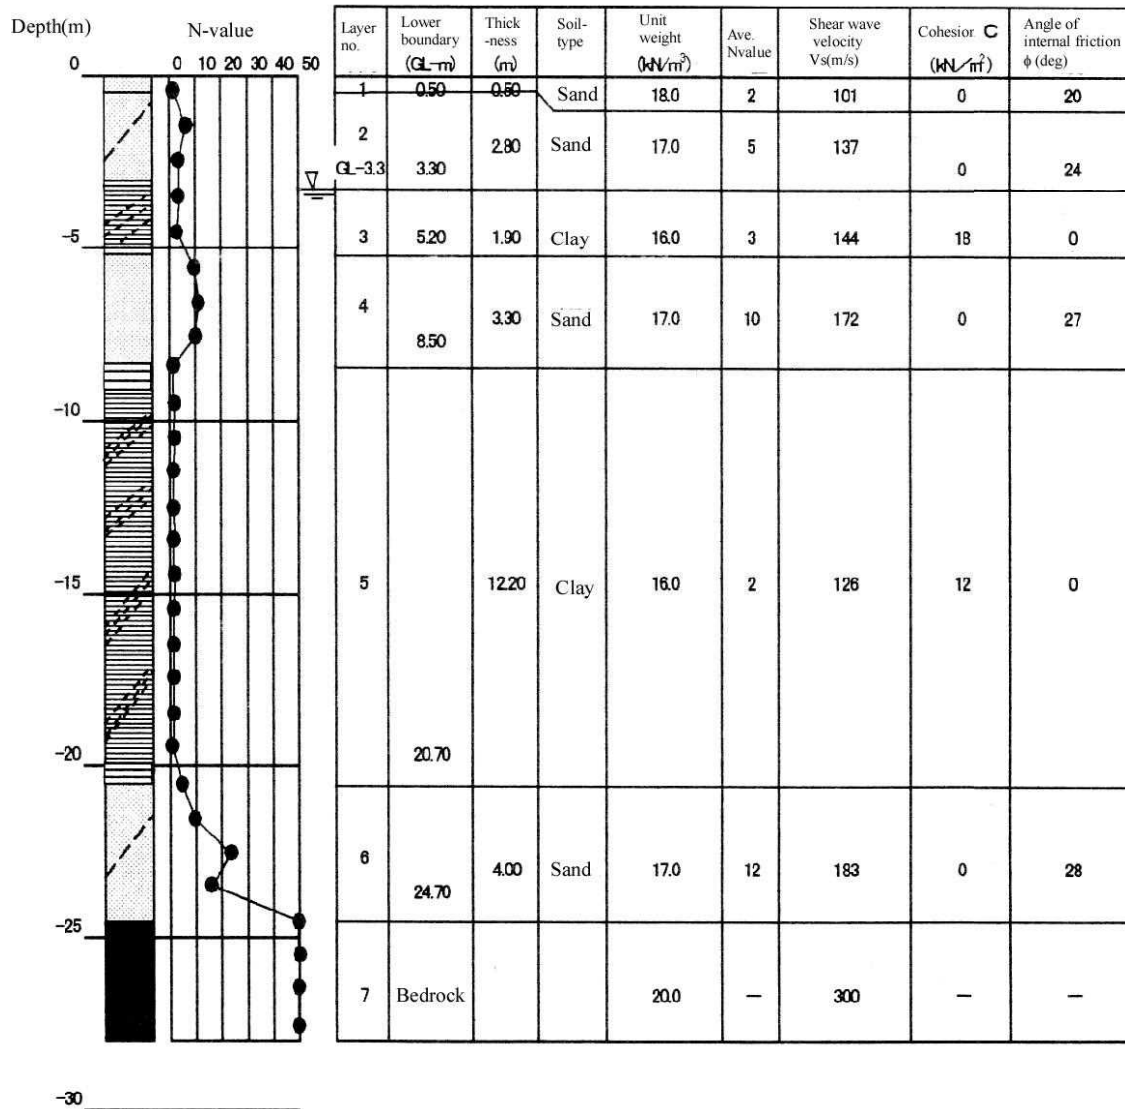 Depth(m) N-value
0 0 10 20 30 40 50
-5
-10
-15
-20
-25
-30
Layer no. Lower boundary (GL-m) Thick-ness (m) Soil-type Unit weight (kN/m³) Ave. Nvalue Shear wave velocity Vs(m/s) Cohesior C (kN/m²) Angle of internal friction ϕ (deg)
1 0.50 0.50 Sand 18.0 2 101 0 20
2 GL-3.3 3.30 2.80 Sand 17.0 5 137 0 24
3 5.20 1.90 Clay 16.0 3 144 18 0
4 8.50 3.30 Sand 17.0 10 172 0 27
5 20.70 12.20 Clay 16.0 2 126 12 0
6 24.70 4.00 Sand 17.0 12 183 0 28
7 Bedrock 20.0 — 300 — —